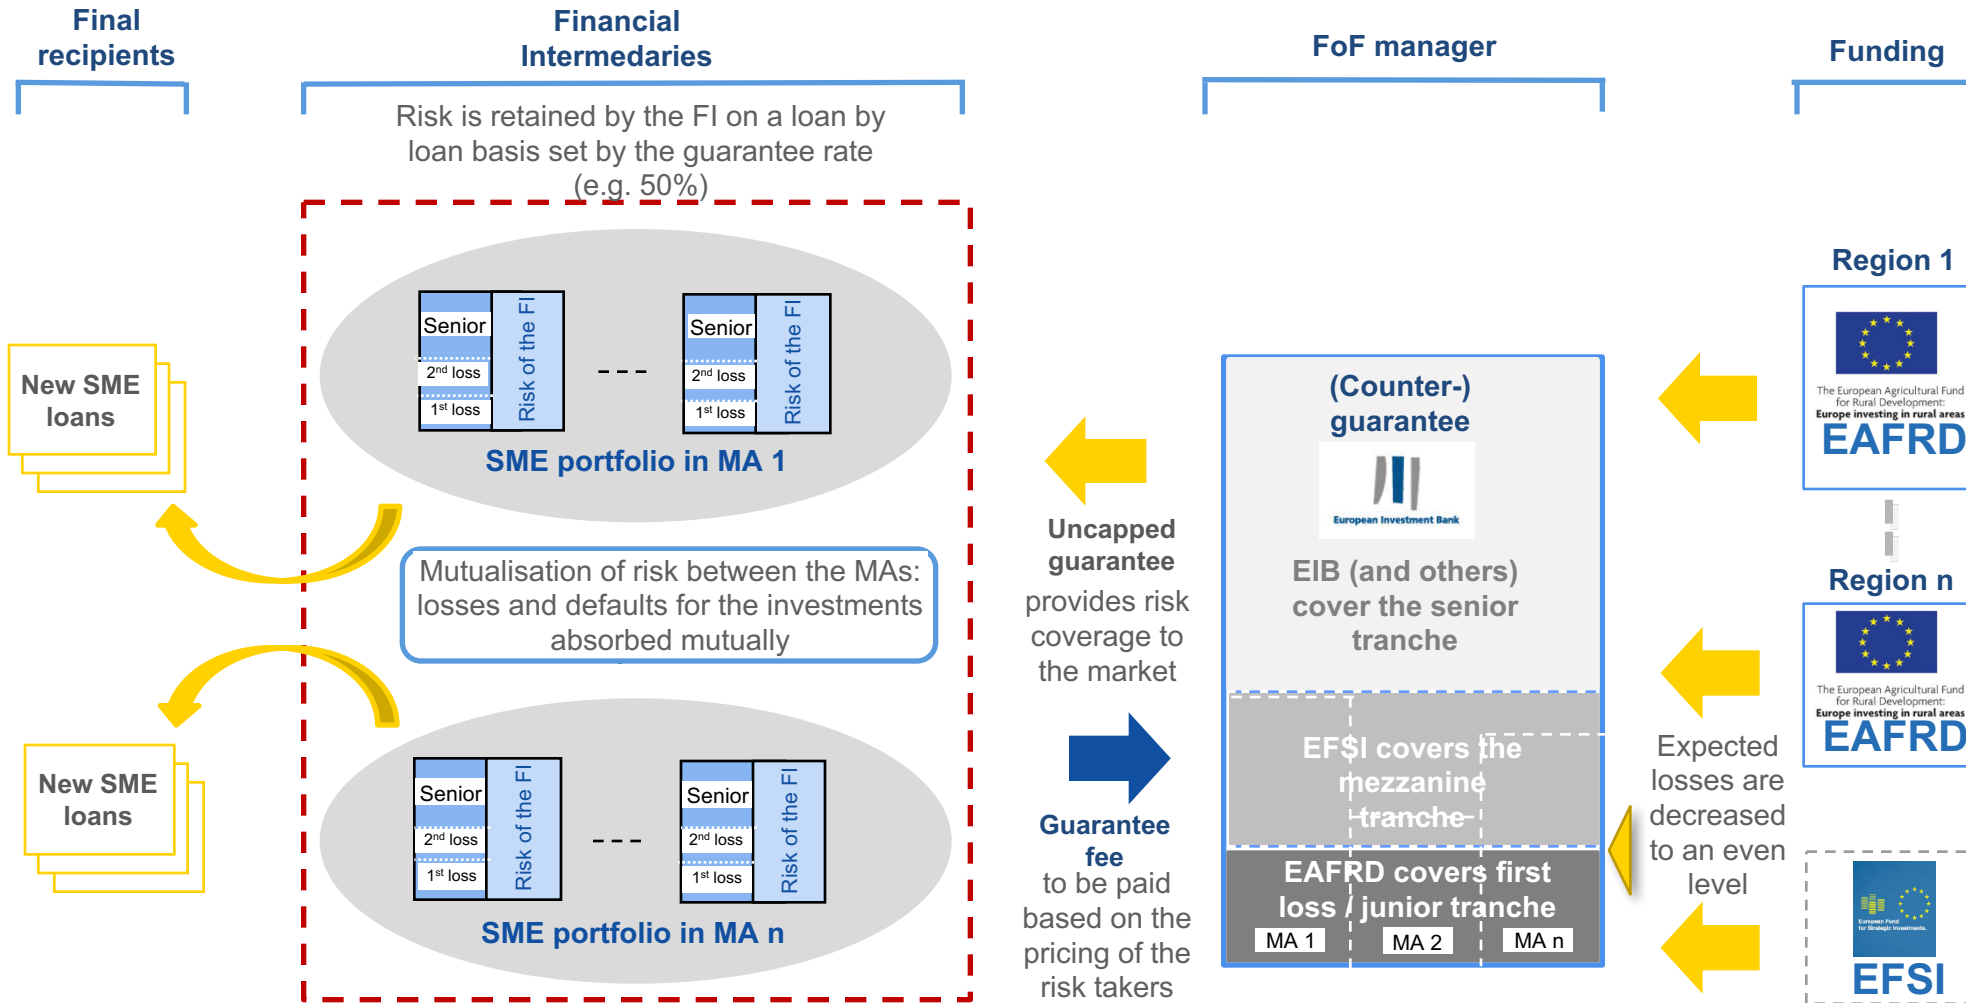 Final
recipients
Financial
Intermedaries
FoF manager
Funding
Risk is retained by the FI on a loan by
loan basis set by the guarantee rate
(e.g. 50%)
Senior
2nd loss
1st loss
Risk of the FI
Senior
2nd loss
1st loss
Risk of the FI
SME portfolio in MA 1
New SME
loans
Mutualisation of risk between the MAs:
losses and defaults for the investments
absorbed mutually
New SME
loans
Senior
2nd loss
1st loss
Risk of the FI
Senior
2nd loss
1st loss
Risk of the FI
SME portfolio in MA n
Uncapped
guarantee
provides risk
coverage to
the market
Guarantee
fee
to be paid
based on the
pricing of the
risk takers
(Counter-)
guarantee
European Investment Bank
EIB (and others)
cover the senior
tranche
EFSI covers the
mezzanine
tranche
EAFRD covers first
loss / junior tranche
MA 1
MA 2
MA n
Region 1
The European Agricultural Fund
for Rural Development:
Europe investing in rural areas
EAFRD
Region n
The European Agricultural Fund
for Rural Development:
Europe investing in rural areas
EAFRD
Expected
losses are
decreased
to an even
level
European Fund
for Strategic Investments.
EFSI